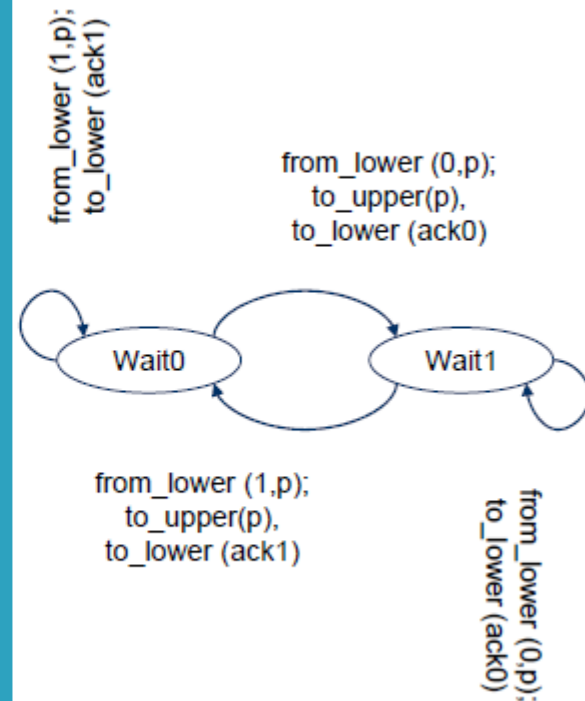 from_lower (1,p);
to_lower (ack1)
from_lower (0,p);
to_upper(p),
to_lower (ack0)
Wait0
Wait1
from_lower (1,p);
to_upper(p),
to_lower (ack1)
from_lower (0,p);
to_lower (ack0)